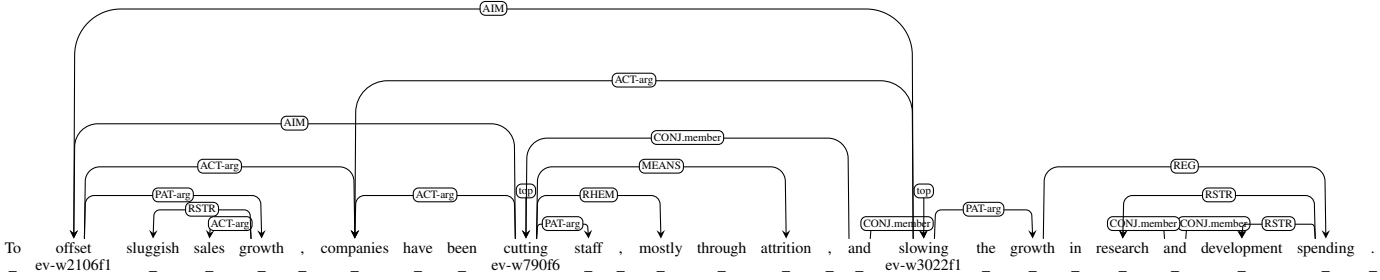 AIM
ACT-arg
AIM
CONJ.member
ACT-arg MEANS REG
PAT-arg ACT-arg top RHEM top RSTR
RSTR PAT-arg
ACT-arg PAT-arg CONJ.member CONJ.member CONJ.member RSTR
To offset sluggish sales growth , companies have been cutting staff , mostly through attrition , and slowing the growth in research and development spending .
_ ev-w2106f1 _ _ _ _ _ _ _ ev-w790f6 _ _ _ _ _ _ _ ev-w3022f1 _ _ _ _ _ _ _ _